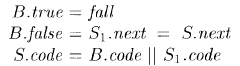 B.true = fall
B.false = S₁.next = S.next
S.code = B.code || S₁.code